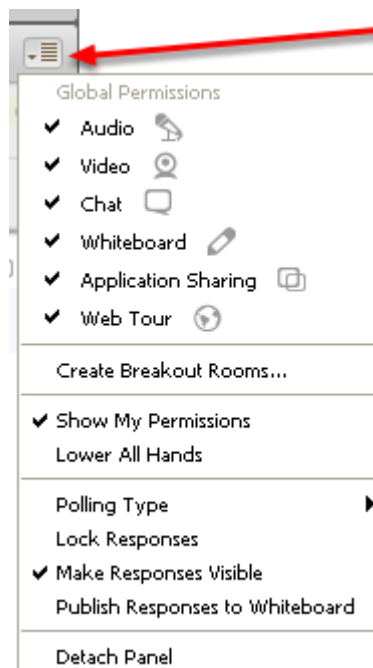 Global Permissions
Audio
Video
Chat
Whiteboard
Application Sharing
Web Tour
Create Breakout Rooms...
Show My Permissions
Lower All Hands
Polling Type
Lock Responses
Make Responses Visible
Publish Responses to Whiteboard
Detach Panel